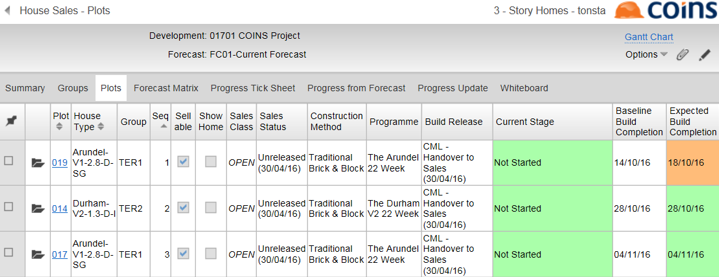 House Sales - Plots
3 - Story Homes - tonsta
coins
Development: 01701 COINS Project
Forecast: FC01-Current Forecast
Gantt Chart
Options
Summary Groups Plots Forecast Matrix Progress Tick Sheet Progress from Forecast Progress Update Whiteboard
Plot House Type Group Seq Sell able Show Home Sales Class Sales Status Construction Method Programme Build Release Current Stage Baseline Build Completion Expected Build Completion
019 Arundel-V1-2.8-D-SG TER1 1 OPEN Unreleased (30/04/16) Traditional Brick & Block The Arundel 22 Week CML - Handover to Sales (30/04/16) Not Started 14/10/16 18/10/16
014 Durham-V2-1.3-D-I TER2 2 OPEN Unreleased (30/04/16) Traditional Brick & Block The Durham V2 22 Week CML - Handover to Sales (30/04/16) Not Started 28/10/16 28/10/16
017 Arundel-V1-2.8-D-SG TER1 3 OPEN Unreleased (30/04/16) Traditional Brick & Block The Arundel 22 Week CML - Handover to Sales (30/04/16) Not Started 04/11/16 04/11/16